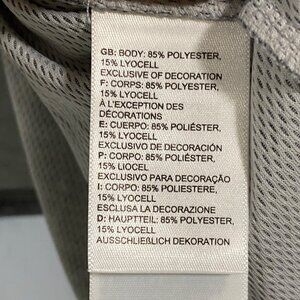 GB: BODY: 85% POLYESTER,
15% LYOCELL
EXCLUSIVE OF DECORATION
F: CORPS: 85% POLYESTER,
15% LYOCELL
À L'EXCEPTION DES
DÉCORATIONS
E: CUERPO: 85% POLIÉSTER,
15% LYOCELL
EXCLUSIVO DE DECORACIÓN
P: CORPO: 85% POLIÉSTER,
15% LIOCEL
EXCLUSIVO PARA DECORAÇÃO
I: CORPO: 85% POLIESTERE,
15% LYOCELL
ESCLUSA LA DECORAZIONE
D: HAUPTTEIL: 85% POLYESTER,
15% LYOCELL
AUSSCHLIEßLICH DEKORATION